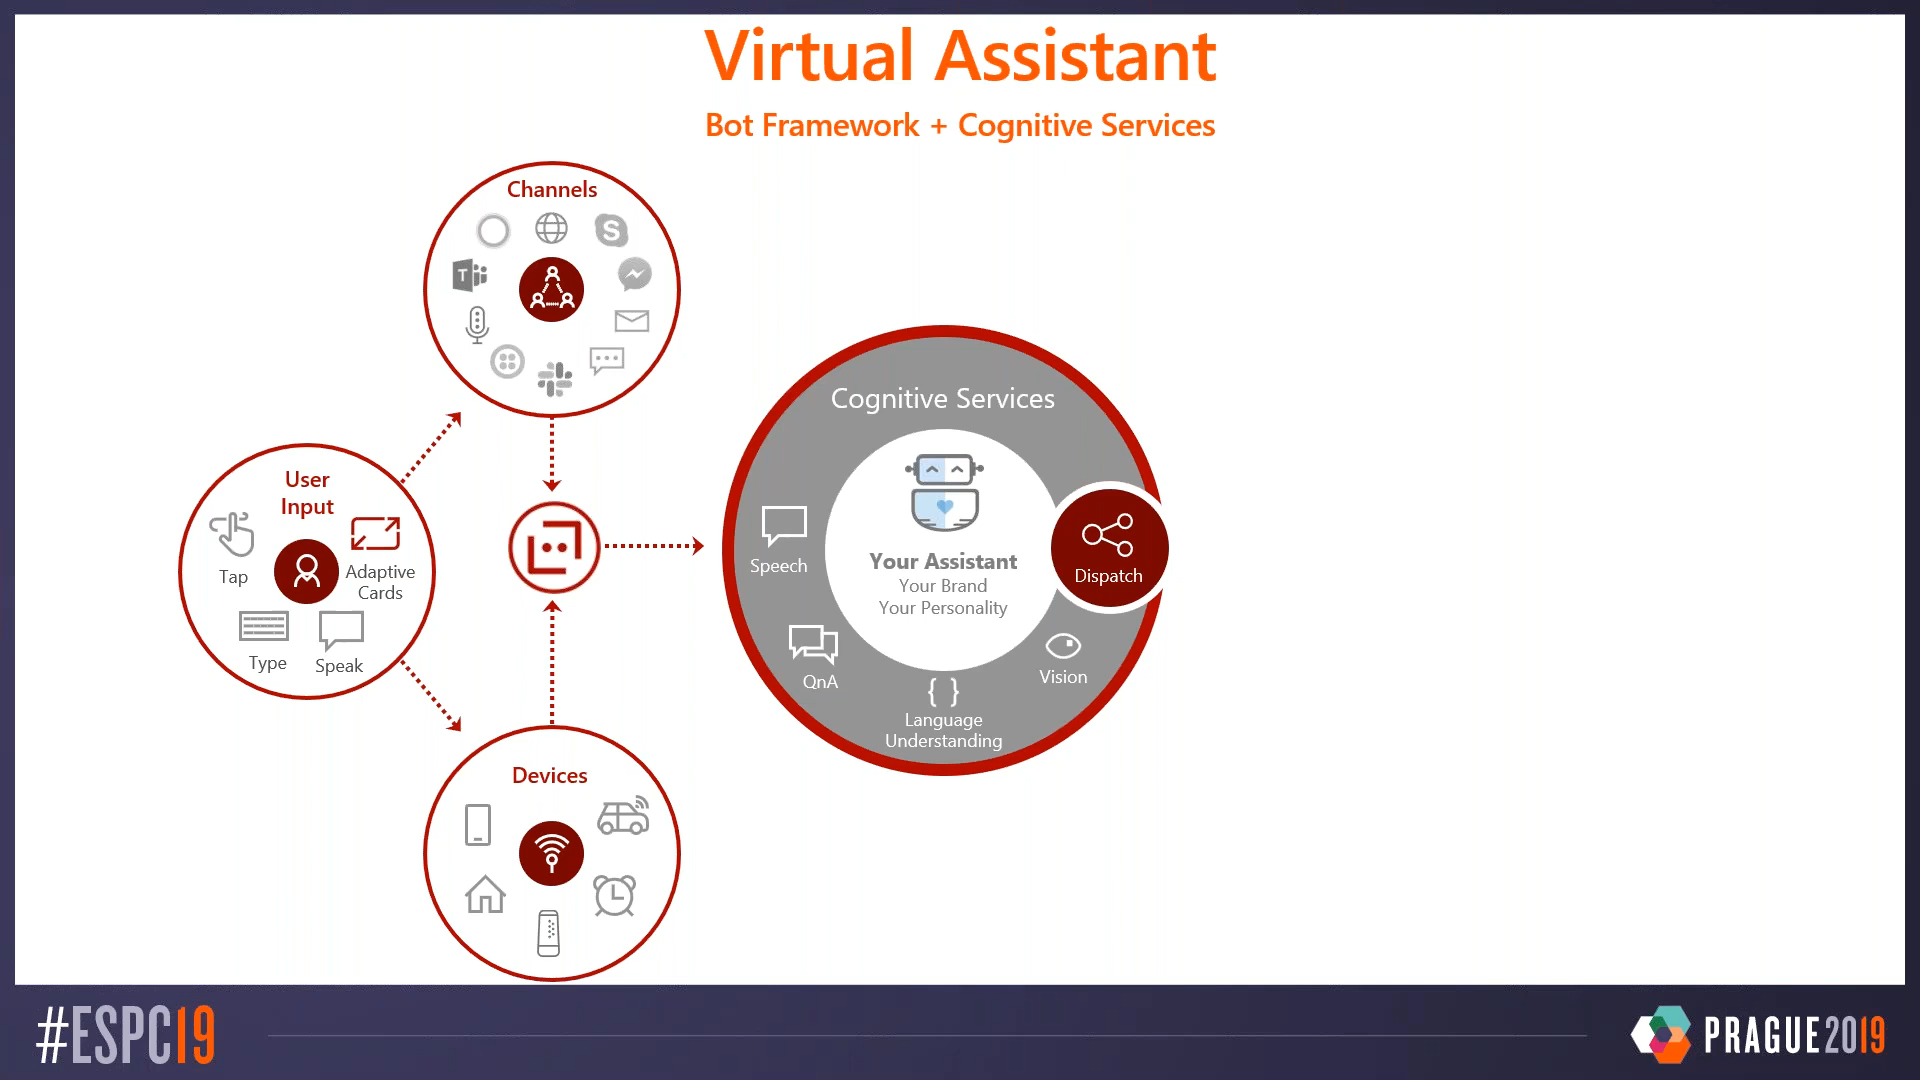 Virtual Assistant
Bot Framework + Cognitive Services
Channels
S
T
User
Input
Tap
Adaptive
Cards
Type
Speak
Devices
Cognitive Services
Speech
Your Assistant
Your Brand
Your Personality
Dispatch
QnA
Vision
{ }
Language
Understanding
#ESPC19
PRAGUE2019